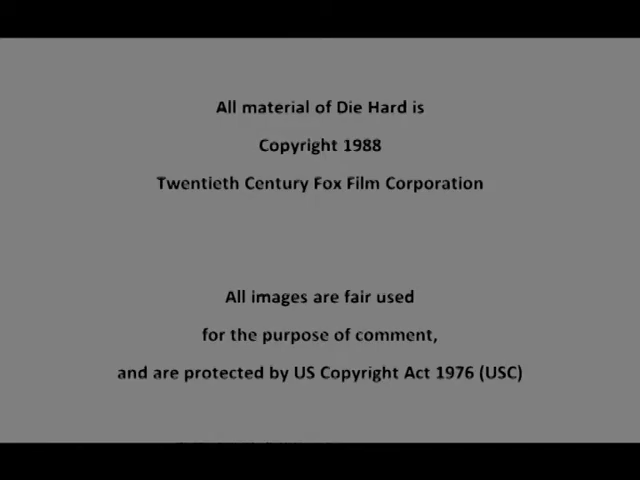 All material of Die Hard is
Copyright 1988
Twentieth Century Fox Film Corporation
All images are fair used
for the purpose of comment,
and are protected by US Copyright Act 1976 (USC)